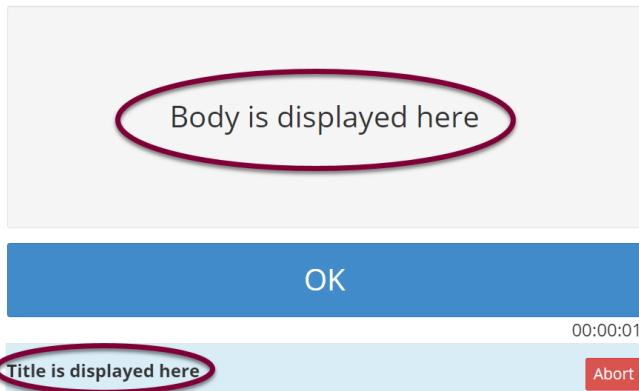 Body is displayed here
OK
00:00:01
Title is displayed here
Abort